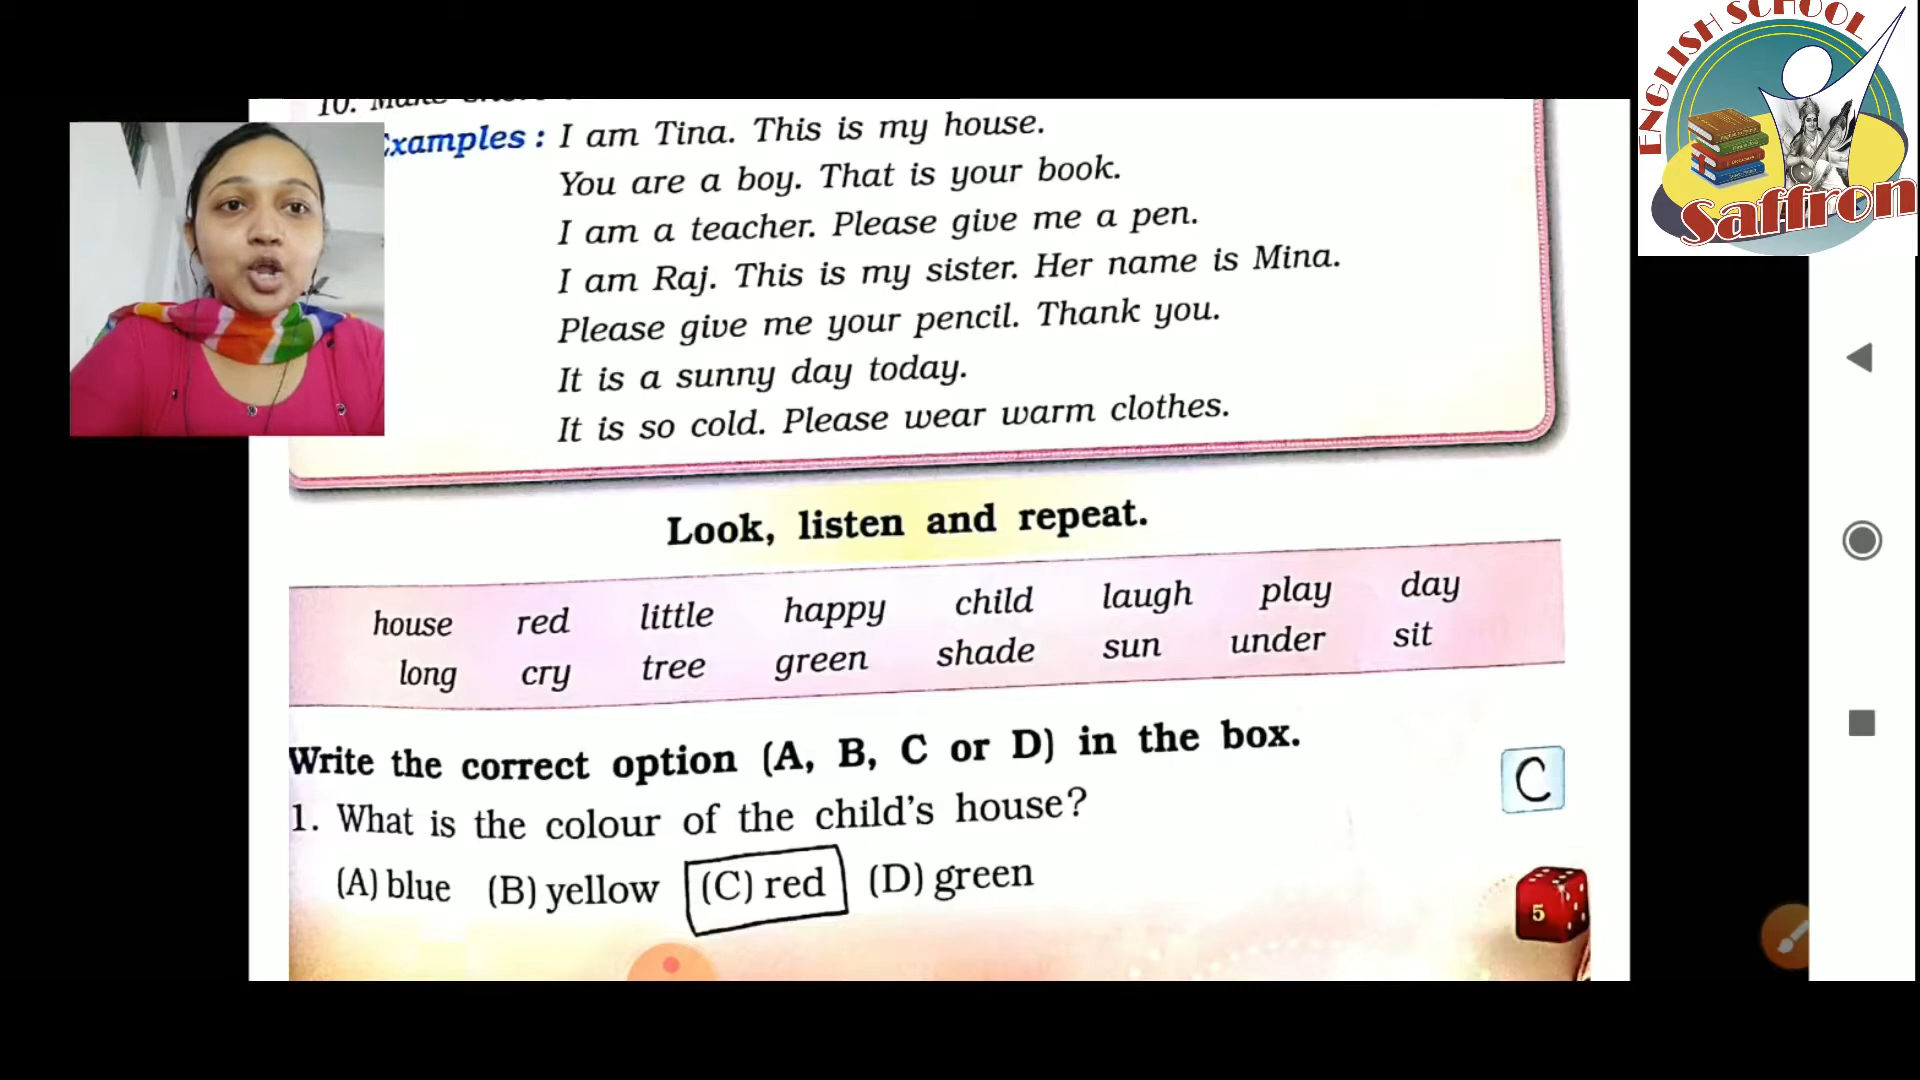 ENGLISH SCHOOL
Saffron
10. Make
Examples : I am Tina. This is my house.
You are a boy. That is your book.
I am a teacher. Please give me a pen.
I am Raj. This is my sister. Her name is Mina.
Please give me your pencil. Thank you.
It is a sunny day today.
It is so cold. Please wear warm clothes.
Look, listen and repeat.
house red little happy child laugh play day
long cry tree green shade sun under sit
Write the correct option (A, B, C or D) in the box.
1. What is the colour of the child's house?
C
(A) blue (B) yellow (C) red (D) green
5